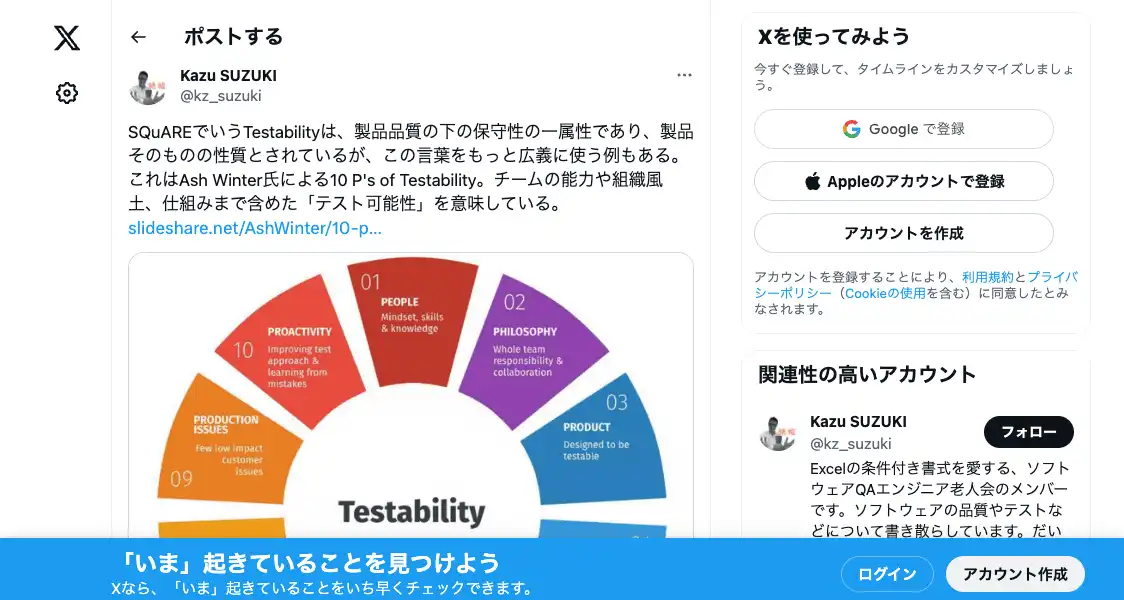 ポストする
Kazu SUZUKI
@kz_suzuki
SQuAREでいうTestabilityは、製品品質の下の保守性の一属性であり、製品
そのものの性質とされているが、この言葉をもっと広義に使う例もある。
これはAsh Winter氏による10 P's of Testability。チームの能力や組織風
土、仕組みまで含めた「テスト可能性」を意味している。
slideshare.net/AshWinter/10-p...
01
PEOPLE
Mindset, skills
& knowledge
02
PHILOSOPHY
Whole team
responsibility &
collaboration
03
PRODUCT
Designed to be
testable
10
PROACTIVITY
Improving test
approach &
learning from
mistakes
09
PRODUCTION
ISSUES
Few low impact
customer
issues
Testability
Xを使ってみよう
今すぐ登録して、タイムラインをカスタマイズしましょ
う。
Google で登録
Appleのアカウントで登録
アカウントを作成
アカウントを登録することにより、利用規約とプライバ
シーポリシー（Cookieの使用を含む）に同意したとみ
なされます。
関連性の高いアカウント
Kazu SUZUKI
@kz_suzuki
フォロー
Excelの条件付き書式を愛する、ソフト
ウェアQAエンジニア老人会のメンバー
です。ソフトウェアの品質やテストな
どについて書き散らしています。だい
「いま」起きていることを見つけよう
Xなら、「いま」起きていることをいち早くチェックできます。
ログイン
アカウント作成